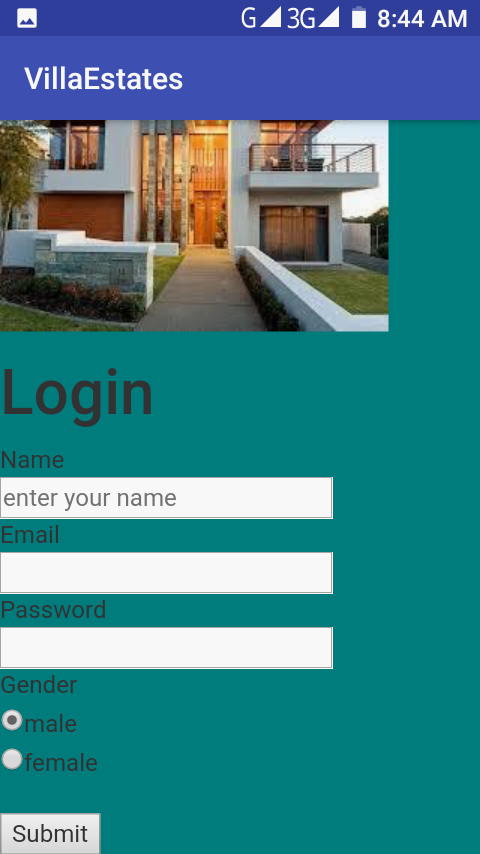 G 3G 8:44 AM
VillaEstates
Login
Name
enter your name
Email
Password
Gender
male
female
Submit